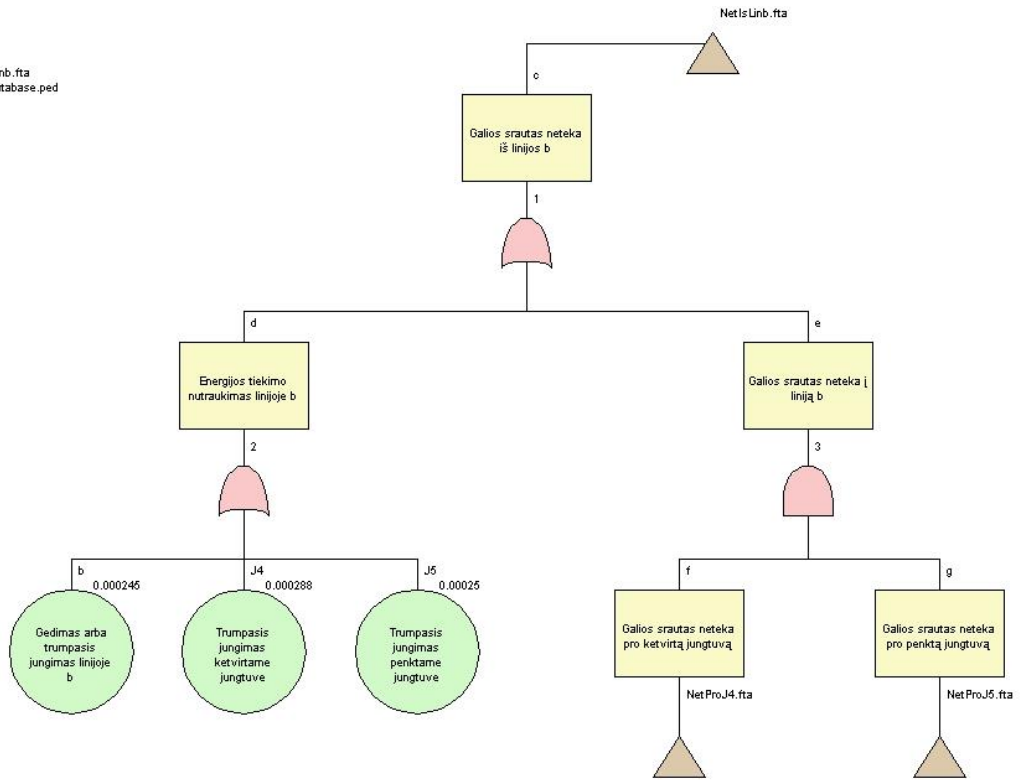 NetIsLinb.fta
nb.fta
tabase.ped
c
Galios srautas neteka
iš linijos b
1
d
e
Energijos tiekimo
nutraukimas linijoje b
Galios srautas neteka į
liniją b
2
3
b
0.000245
J4
0.000288
J5
0.00025
Gedimas arba
trumpasis
jungimas linijoje
b
Trumpasis
jungimas
ketvirtame
jungtuve
Trumpasis
jungimas
penktame
jungtuve
f
g
Galios srautas neteka
pro ketvirtą jungtuvą
Galios srautas neteka
pro penktą jungtuvą
NetProJ4.fta
NetProJ5.fta